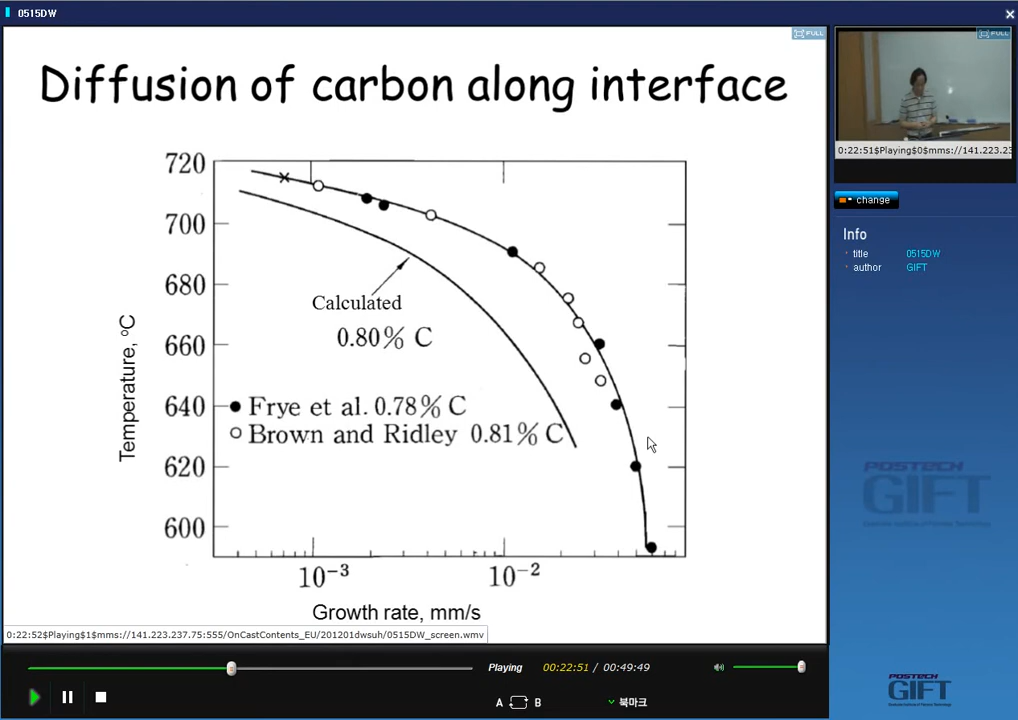 0515DW
FULL
FULL
Diffusion of carbon along interface
720
700
680
660
640
620
600
Temperature, °C
Calculated
0.80% C
Frye et al. 0.78% C
Brown and Ridley 0.81% C
10⁻³
10⁻²
Growth rate, mm/s
0:22:52$Playing$1$mms://141.223.237.75:555/OnCastContents_EU/201201dwsuh/0515DW_screen.wmv
0:22:51$Playing$0$mms://141.223.23
change
Info
title 0515DW
author GIFT
POSTECH
GIFT
Playing 00:22:51 / 00:49:49
A B 북마크
POSTECH
GIFT